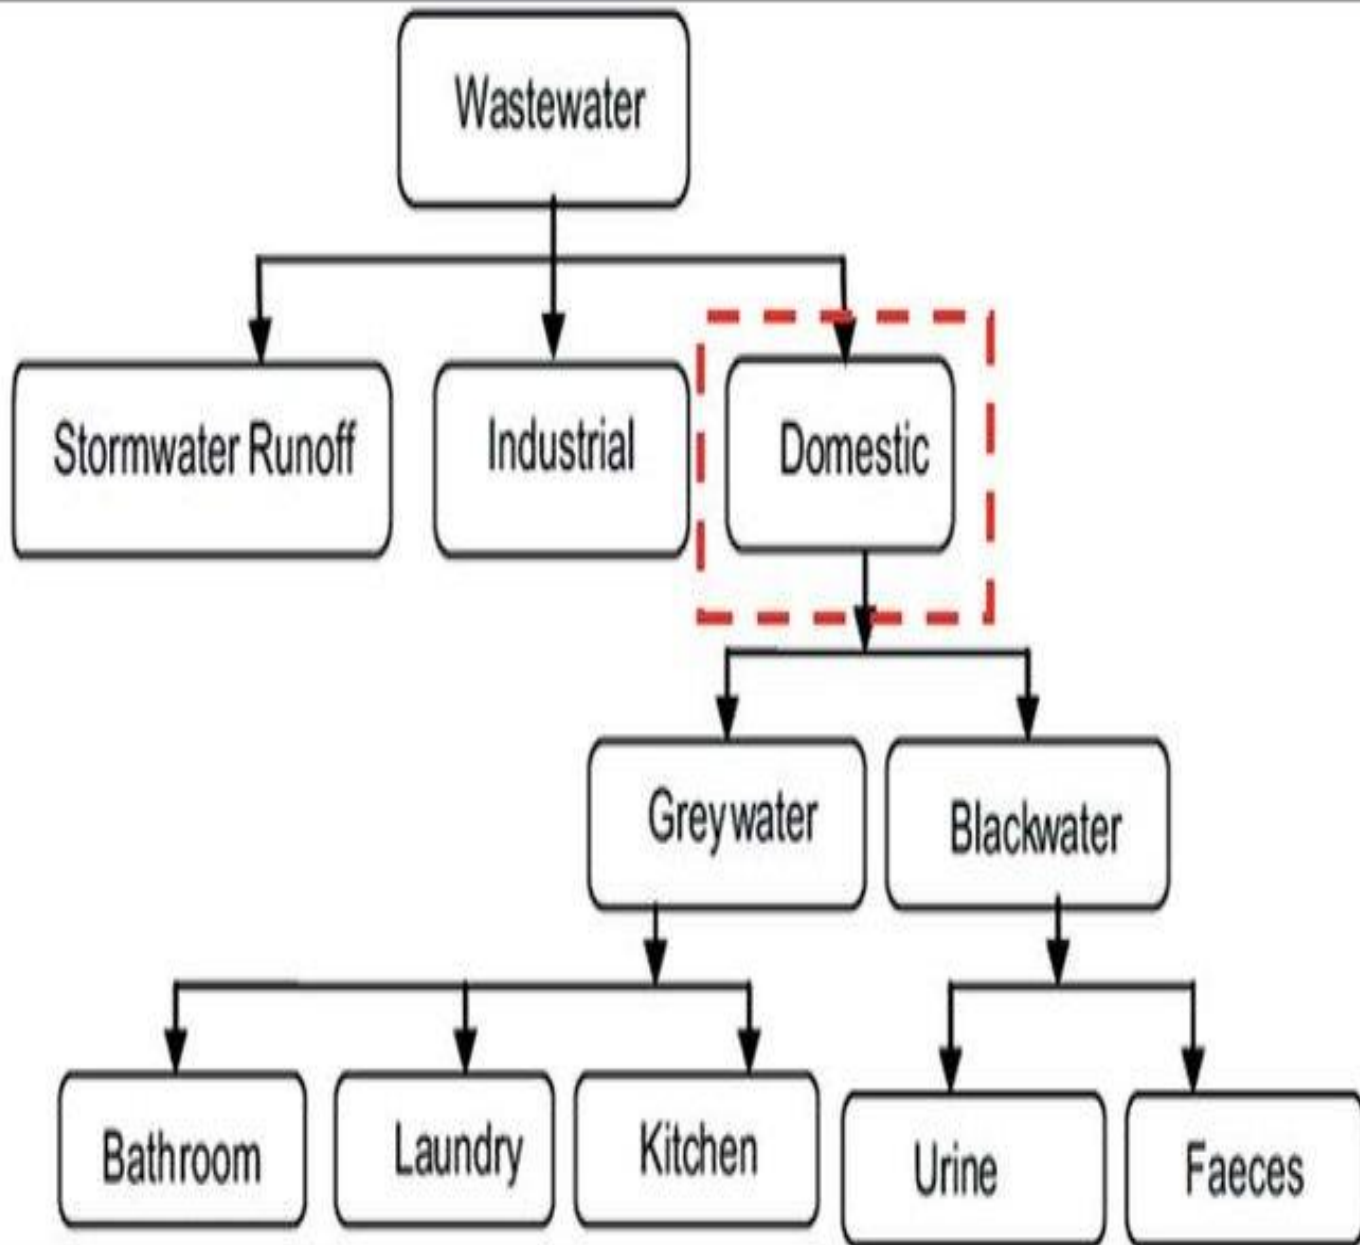 Wastewater
Stormwater Runoff
Industrial
Domestic
Greywater
Blackwater
Bathroom
Laundry
Kitchen
Urine
Faeces